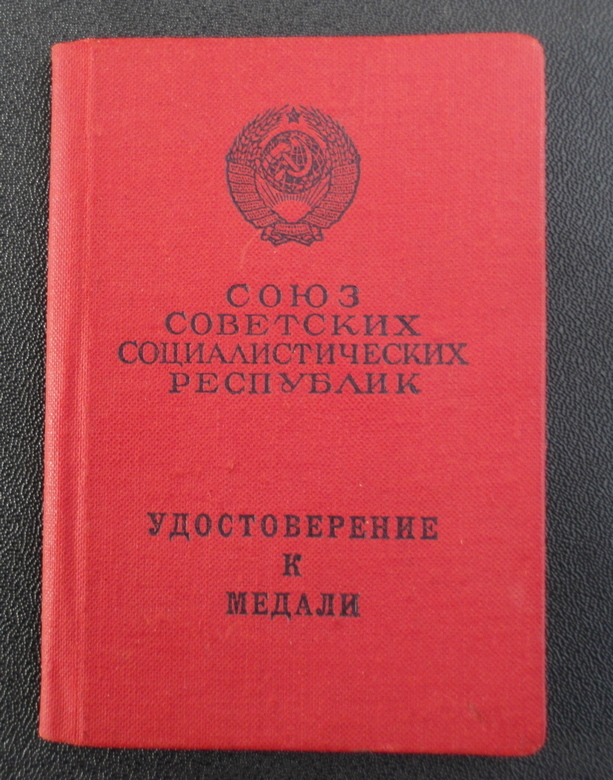 СОЮЗ
СОВЕТСКИХ
СОЦИАЛИСТИЧЕСКИХ
РЕСПУБЛИК
УДОСТОВЕРЕНИЕ
К
МЕДАЛИ